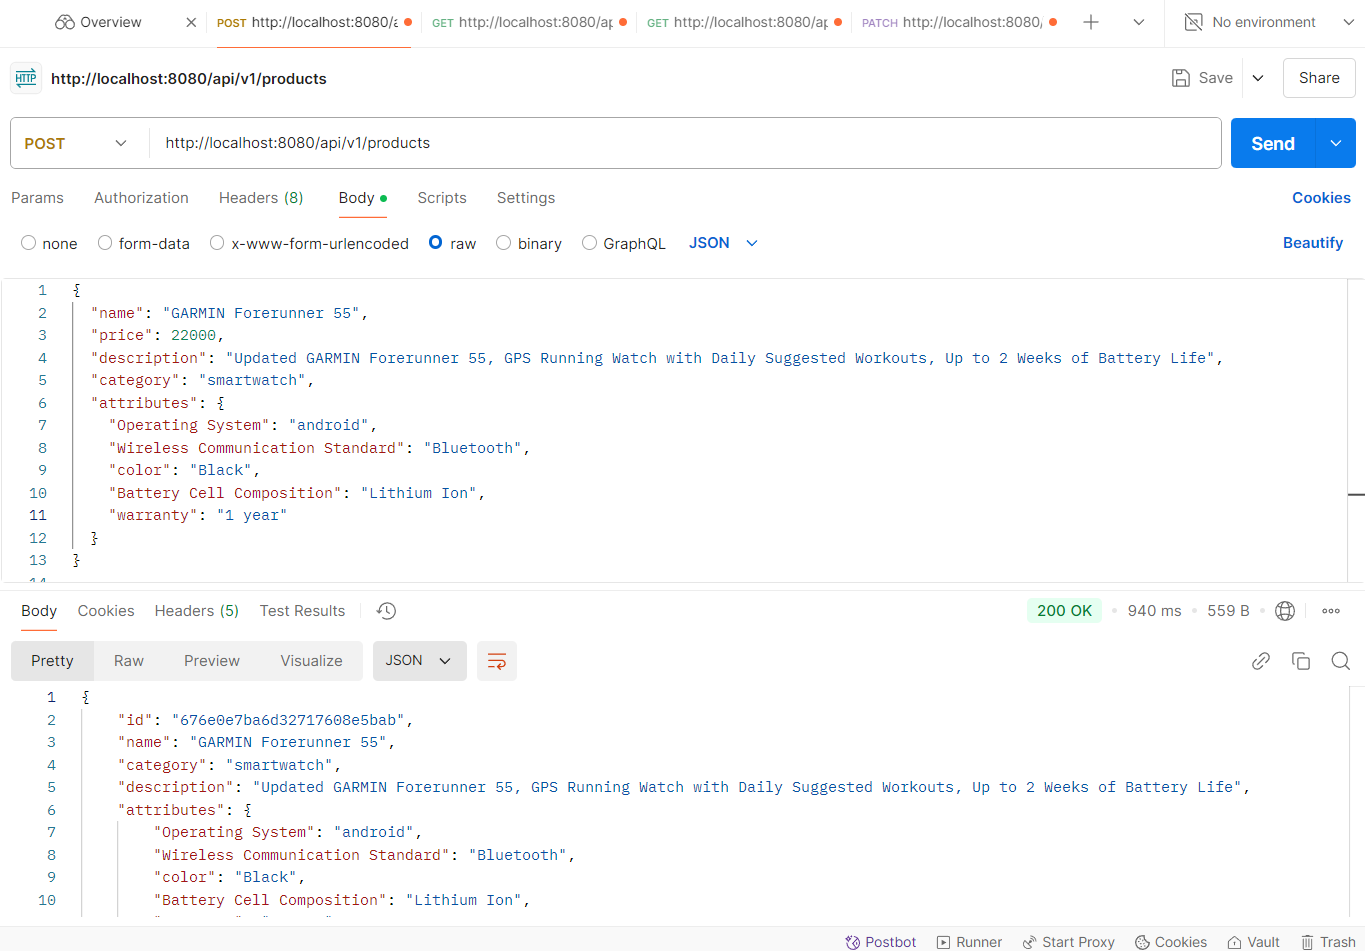 Overview POST http://localhost:8080/a GET http://localhost:8080/ap GET http://localhost:8080/ap PATCH http://localhost:8080/ No environment
HTTP http://localhost:8080/api/v1/products Save Share
POST http://localhost:8080/api/v1/products Send
Params Authorization Headers (8) Body Scripts Settings Cookies
none form-data x-www-form-urlencoded raw binary GraphQL JSON Beautify
1 {
2 "name": "GARMIN Forerunner 55",
3 "price": 22000,
4 "description": "Updated GARMIN Forerunner 55, GPS Running Watch with Daily Suggested Workouts, Up to 2 Weeks of Battery Life",
5 "category": "smartwatch",
6 "attributes": {
7 "Operating System": "android",
8 "Wireless Communication Standard": "Bluetooth",
9 "color": "Black",
10 "Battery Cell Composition": "Lithium Ion",
11 "warranty": "1 year"
12 }
13 }
14
Body Cookies Headers (5) Test Results 200 OK 940 ms 559 B
Pretty Raw Preview Visualize JSON
1 {
2 "id": "676e0e7ba6d32717608e5bab",
3 "name": "GARMIN Forerunner 55",
4 "category": "smartwatch",
5 "description": "Updated GARMIN Forerunner 55, GPS Running Watch with Daily Suggested Workouts, Up to 2 Weeks of Battery Life",
6 "attributes": {
7 "Operating System": "android",
8 "Wireless Communication Standard": "Bluetooth",
9 "color": "Black",
10 "Battery Cell Composition": "Lithium Ion",
Postbot Runner Start Proxy Cookies Vault Trash